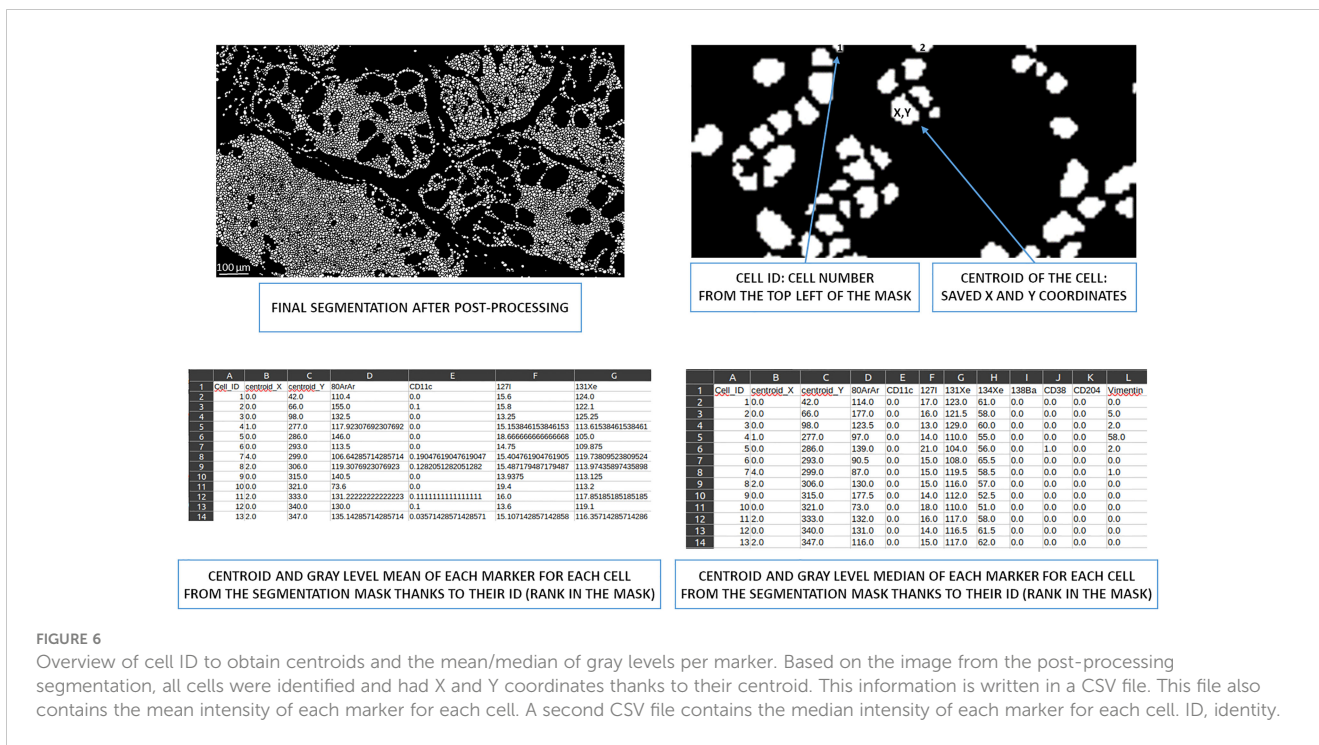 1
2
X,Y
100 µm
FINAL SEGMENTATION AFTER POST-PROCESSING
CELL ID: CELL NUMBER
FROM THE TOP LEFT OF THE MASK
CENTROID OF THE CELL:
SAVED X AND Y COORDINATES
A B C D E F G
1 Cell_ID centroid_X centroid_Y 80ArAr CD11c 127I 131Xe
2 1 0.0 42.0 110.4 0.0 15.6 124.0
3 2 0.0 66.0 155.0 0.1 15.8 122.1
4 3 0.0 98.0 132.5 0.0 13.25 125.25
5 4 1.0 277.0 117.92307692307692 0.0 15.153846153846153 113.61538461538461
6 5 0.0 286.0 146.0 0.0 18.666666666666668 105.0
7 6 0.0 293.0 113.5 0.0 14.75 109.875
8 7 4.0 299.0 106.64285714285714 0.19047619047619047 15.404761904761905 119.73809523809524
9 8 2.0 306.0 119.3076923076923 0.1282051282051282 15.487179487179487 113.97435897435898
10 9 0.0 315.0 140.5 0.0 13.9375 113.125
11 10 0.0 321.0 73.6 0.0 19.4 113.2
12 11 2.0 333.0 131.22222222222223 0.1111111111111111 16.0 117.85185185185185
13 12 0.0 340.0 130.0 0.1 13.6 119.1
14 13 2.0 347.0 135.14285714285714 0.03571428571428571 15.107142857142858 116.35714285714286
A B C D E F G H I J K L
1 Cell_ID centroid_X centroid_Y 80ArAr CD11c 127I 131Xe 134Xe 138Ba CD38 CD204 Vimentin
2 1 0.0 42.0 114.0 0.0 17.0 123.0 61.0 0.0 0.0 0.0 0.0
3 2 0.0 66.0 177.0 0.0 16.0 121.5 58.0 0.0 0.0 0.0 5.0
4 3 0.0 98.0 123.5 0.0 13.0 129.0 60.0 0.0 0.0 0.0 2.0
5 4 1.0 277.0 97.0 0.0 14.0 110.0 55.0 0.0 0.0 0.0 58.0
6 5 0.0 286.0 139.0 0.0 21.0 104.0 56.0 0.0 1.0 0.0 2.0
7 6 0.0 293.0 90.5 0.0 15.0 108.0 65.5 0.0 0.0 0.0 0.0
8 7 4.0 299.0 87.0 0.0 15.0 119.5 58.5 0.0 0.0 0.0 1.0
9 8 2.0 306.0 130.0 0.0 15.0 116.0 57.0 0.0 0.0 0.0 0.0
10 9 0.0 315.0 177.5 0.0 14.0 112.0 52.5 0.0 0.0 0.0 0.0
11 10 0.0 321.0 73.0 0.0 18.0 110.0 51.0 0.0 0.0 0.0 0.0
12 11 2.0 333.0 132.0 0.0 16.0 117.0 58.0 0.0 0.0 0.0 0.0
13 12 0.0 340.0 131.0 0.0 14.0 116.5 61.5 0.0 0.0 0.0 0.0
14 13 2.0 347.0 116.0 0.0 15.0 117.0 62.0 0.0 0.0 0.0 0.0
CENTROID AND GRAY LEVEL MEAN OF EACH MARKER FOR EACH CELL
FROM THE SEGMENTATION MASK THANKS TO THEIR ID (RANK IN THE MASK)
CENTROID AND GRAY LEVEL MEDIAN OF EACH MARKER FOR EACH CELL
FROM THE SEGMENTATION MASK THANKS TO THEIR ID (RANK IN THE MASK)
FIGURE 6
Overview of cell ID to obtain centroids and the mean/median of gray levels per marker. Based on the image from the post-processing
segmentation, all cells were identified and had X and Y coordinates thanks to their centroid. This information is written in a CSV file. This file also
contains the mean intensity of each marker for each cell. A second CSV file contains the median intensity of each marker for each cell. ID, identity.